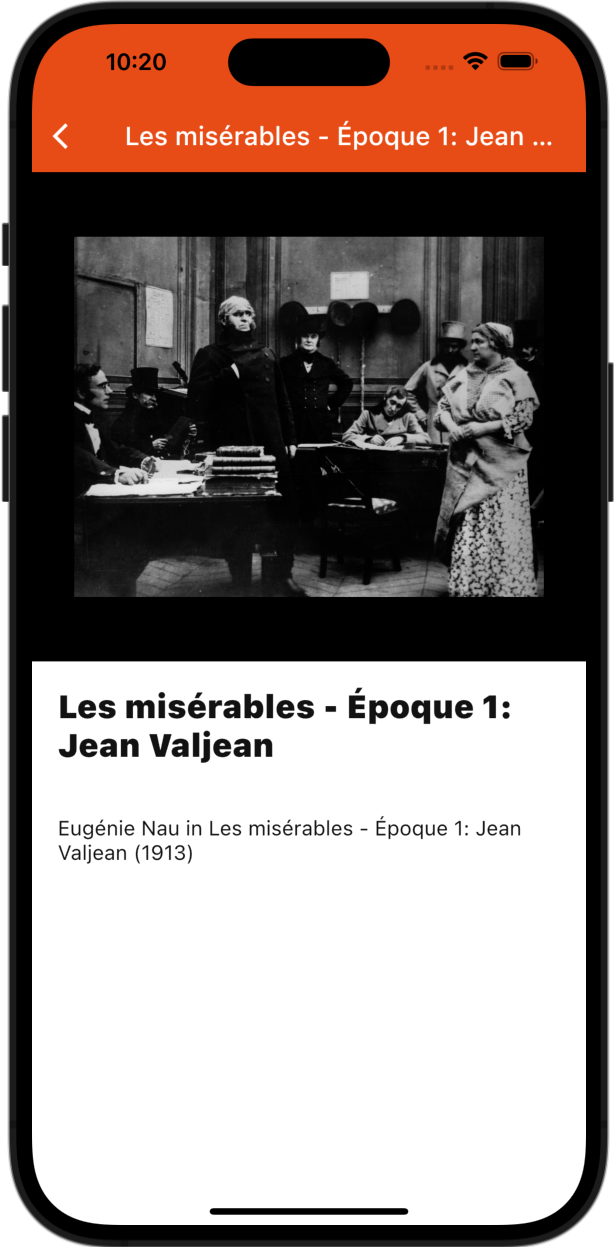 10:20
Les misérables - Époque 1: Jean ...
Les misérables - Époque 1:
Jean Valjean
Eugénie Nau in Les misérables - Époque 1: Jean
Valjean (1913)